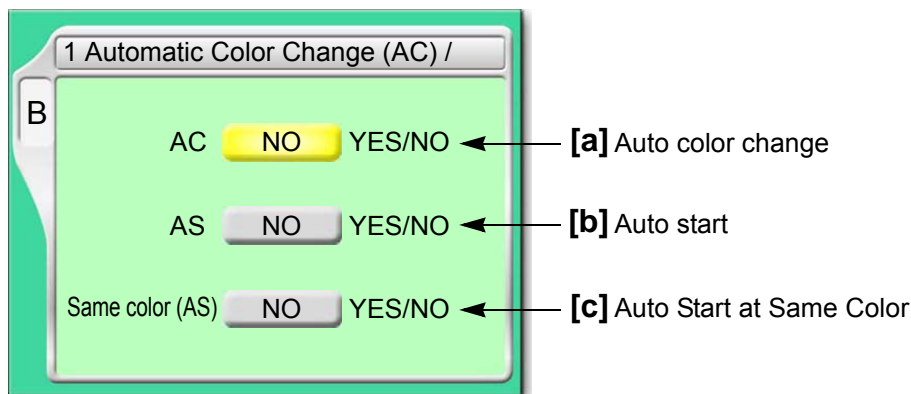 1 Automatic Color Change (AC) /
B
AC NO YES/NO [a] Auto color change
AS NO YES/NO [b] Auto start
Same color (AS) NO YES/NO [c] Auto Start at Same Color